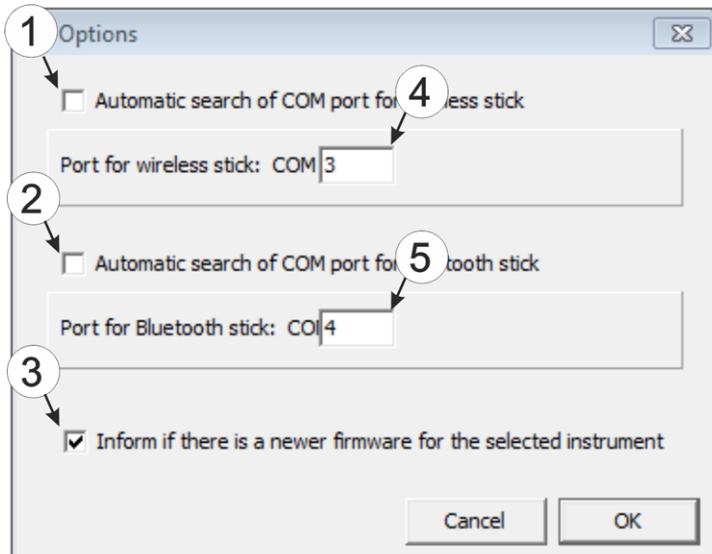 1
Options
Automatic search of COM port for 4 less stick
Port for wireless stick: COM 3
2
Automatic search of COM port for 5 tooth stick
Port for Bluetooth stick: CO 4
3
Inform if there is a newer firmware for the selected instrument
Cancel OK